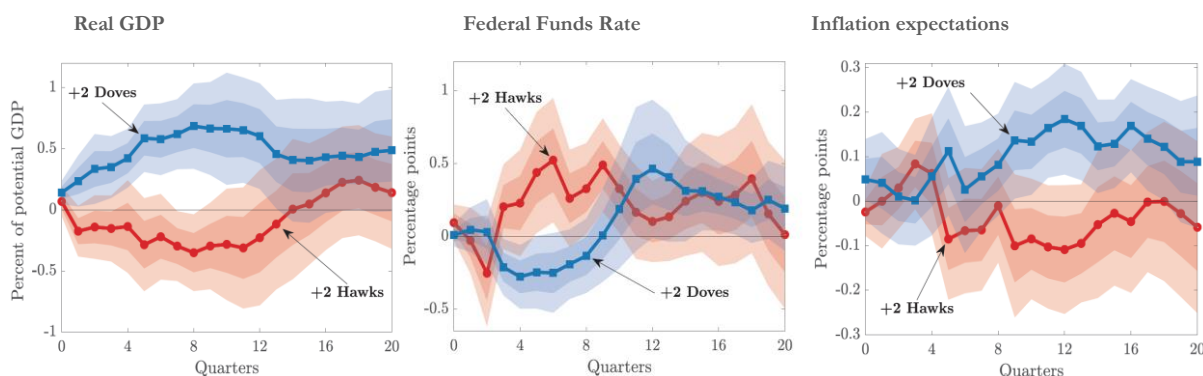 Real GDP
Federal Funds Rate
Inflation expectations
Percent of potential GDP
1
0.5
0
-0.5
-1
+2 Doves
+2 Hawks
0 4 8 12 16 20
Quarters
Percentage points
1
0.5
0
-0.5
+2 Hawks
+2 Doves
0 4 8 12 16 20
Quarters
Percentage points
0.3
0.2
0.1
0
-0.1
-0.2
-0.3
+2 Doves
+2 Hawks
0 4 8 12 16 20
Quarters